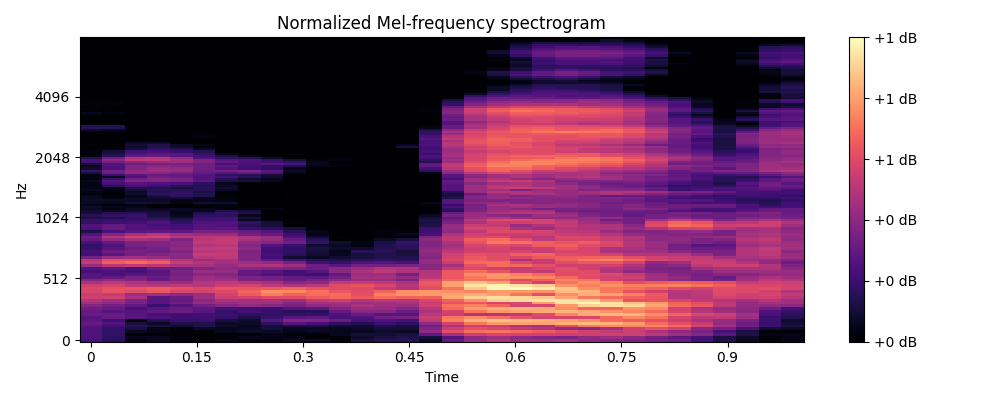 Normalized Mel-frequency spectrogram
+1 dB
4096
+1 dB
2048
+1 dB
Hz
1024
+0 dB
512
+0 dB
0
+0 dB
0 0.15 0.3 0.45 0.6 0.75 0.9
Time